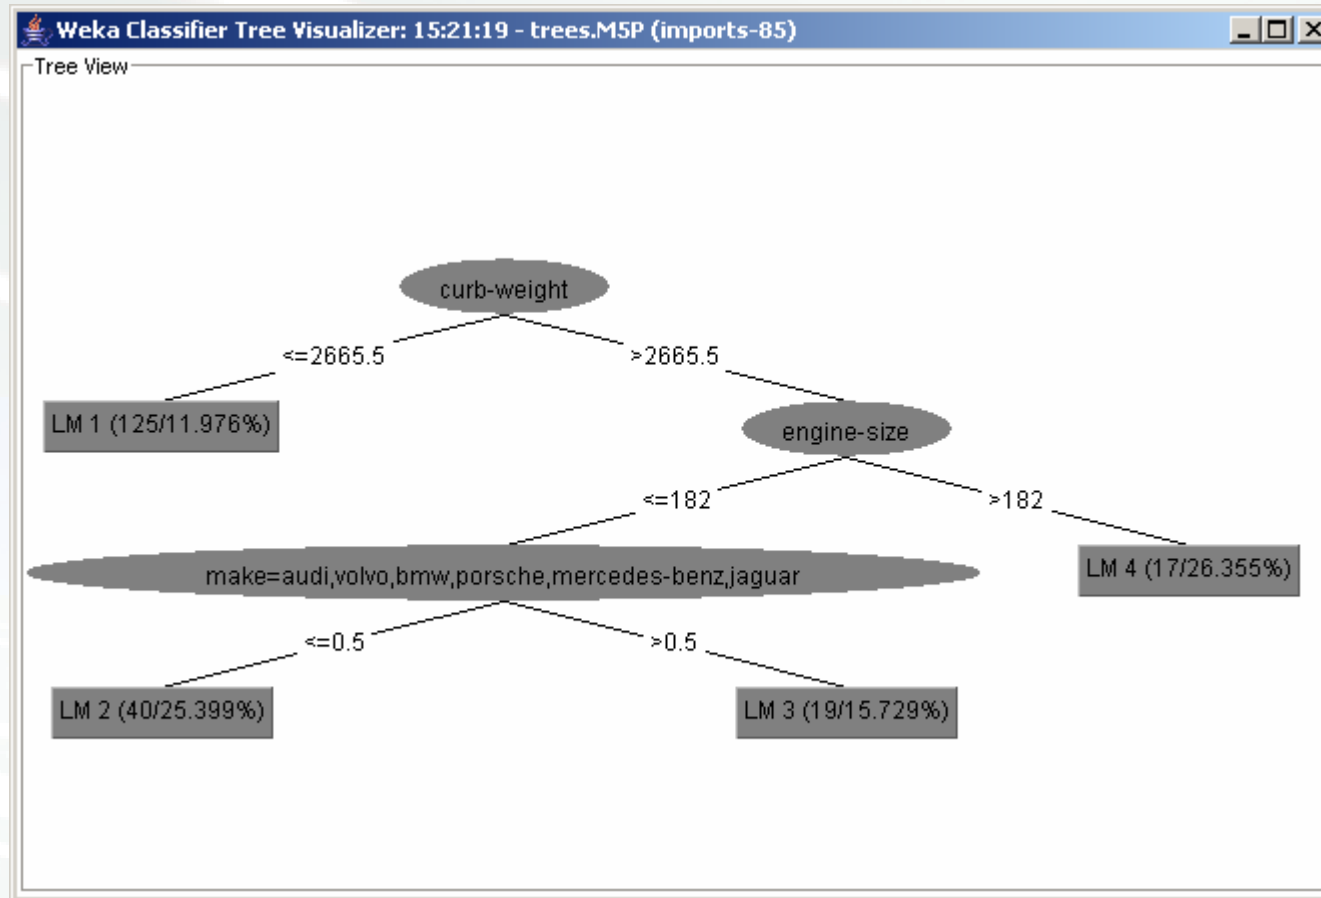 Weka Classifier Tree Visualizer: 15:21:19 - trees.M5P (imports-85)
Tree View
curb-weight
<=2665.5
>2665.5
LM 1 (125/11.976%)
engine-size
<=182
>182
make=audi,volvo,bmw,porsche,mercedes-benz,jaguar
LM 4 (17/26.355%)
<=0.5
>0.5
LM 2 (40/25.399%)
LM 3 (19/15.729%)